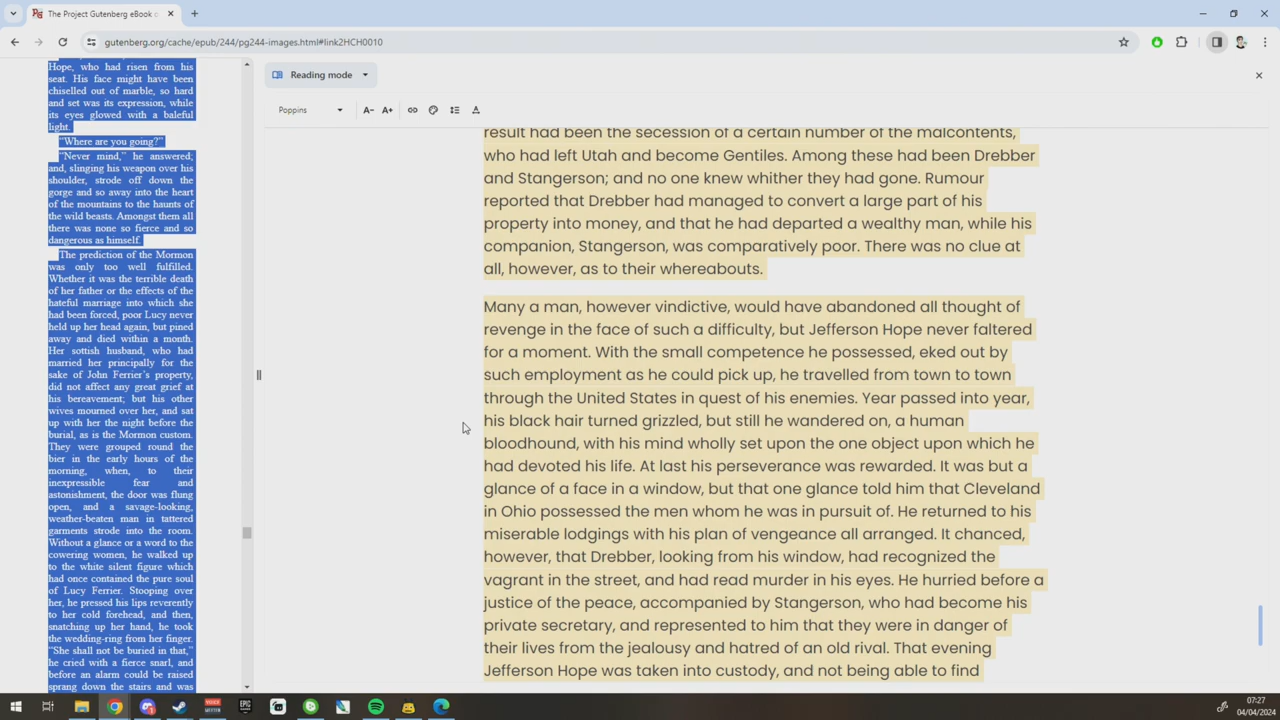 The Project Gutenberg eBook o
gutenberg.org/cache/epub/244/pg244-images.html#link2HCH0010
Hope, who had risen from his
seat. His face might have been
chiselled out of marble, so hard
and set was its expression, while
its eyes glowed with a baleful
light.
“Where are you going?”
“Never mind,” he answered;
and, slinging his weapon over his
shoulder, strode off down the
gorge and so away into the heart
of the mountains to the haunts of
the wild beasts. Amongst them all
there was none so fierce and so
dangerous as himself.
The prediction of the Mormon
was only too well fulfilled.
Whether it was the terrible death
of her father or the effects of the
hateful marriage into which she
had been forced, poor Lucy never
held up her head again, but pined
away and died within a month.
Her sottish husband, who had
married her principally for the
sake of John Ferrier’s property,
did not affect any great grief at
his bereavement; but his other
wives mourned over her, and sat
up with her the night before the
burial, as is the Mormon custom.
They were grouped round the
bier in the early hours of the
morning, when, to their
inexpressible fear and
astonishment, the door was flung
open, and a savage-looking,
weather-beaten man in tattered
garments strode into the room.
Without a glance or a word to the
cowering women, he walked up
to the white silent figure which
had once contained the pure soul
of Lucy Ferrier. Stooping over
her, he pressed his lips reverently
to her cold forehead, and then,
snatching up her hand, he took
the wedding-ring from her finger.
“She shall not be buried in that,”
he cried with a fierce snarl, and
before an alarm could be raised
sprang down the stairs and was
Reading mode
Poppins
A-
A+
result had been the secession of a certain number of the malcontents,
who had left Utah and become Gentiles. Among these had been Drebber
and Stangerson; and no one knew whither they had gone. Rumour
reported that Drebber had managed to convert a large part of his
property into money, and that he had departed a wealthy man, while his
companion, Stangerson, was comparatively poor. There was no clue at
all, however, as to their whereabouts.
Many a man, however vindictive, would have abandoned all thought of
revenge in the face of such a difficulty, but Jefferson Hope never faltered
for a moment. With the small competence he possessed, eked out by
such employment as he could pick up, he travelled from town to town
through the United States in quest of his enemies. Year passed into year,
his black hair turned grizzled, but still he wandered on, a human
bloodhound, with his mind wholly set upon the one object upon which he
had devoted his life. At last his perseverance was rewarded. It was but a
glance of a face in a window, but that one glance told him that Cleveland
in Ohio possessed the men whom he was in pursuit of. He returned to his
miserable lodgings with his plan of vengeance all arranged. It chanced,
however, that Drebber, looking from his window, had recognized the
vagrant in the street, and had read murder in his eyes. He hurried before a
justice of the peace, accompanied by Stangerson, who had become his
private secretary, and represented to him that they were in danger of
their lives from the jealousy and hatred of an old rival. That evening
Jefferson Hope was taken into custody, and not being able to find
EPIC
07:27
04/04/2024